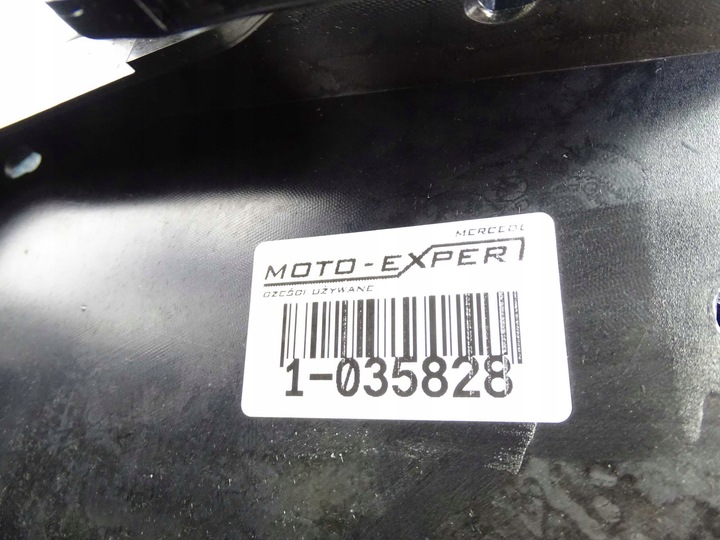 MERCEDE
MOTO-EXPERT
CZĘŚCI UŻYWANE
1-035828